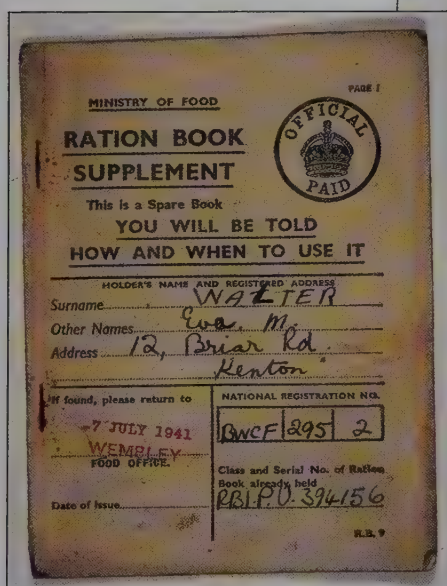 PAGE 1
MINISTRY OF FOOD
OFFICIAL
PAID
RATION BOOK
SUPPLEMENT
This is a Spare Book
YOU WILL BE TOLD
HOW AND WHEN TO USE IT
HOLDER'S NAME AND REGISTERED ADDRESS
Surname WALTER
Other Names Eva. M.
Address 12, Briar Rd.
Kenton
If found, please return to
7 JULY 1941
WEMBLEY
FOOD OFFICE.
Date of Issue
NATIONAL REGISTRATION NO.
BWCF 295 2
Class and Serial No. of Ration
Book already held
RB1.P.U. 394156
R.B. 9